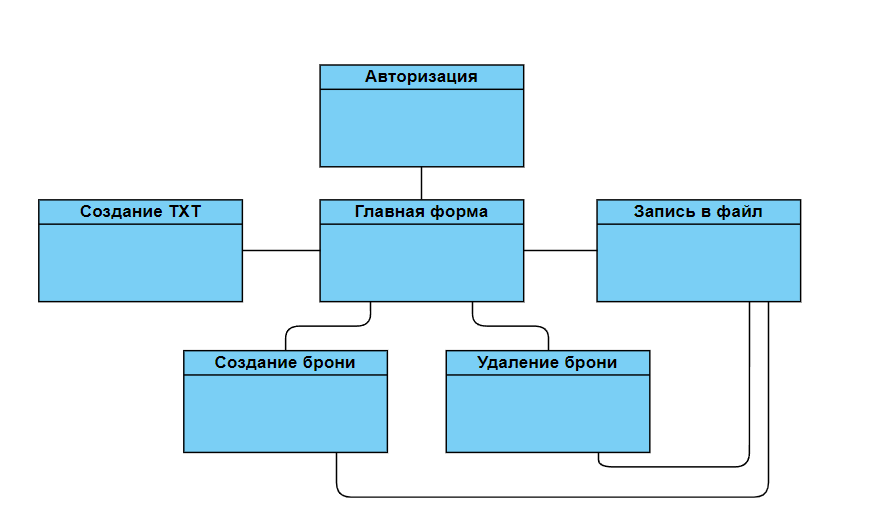 Авторизация
Создание TXT
Главная форма
Запись в файл
Создание брони
Удаление брони